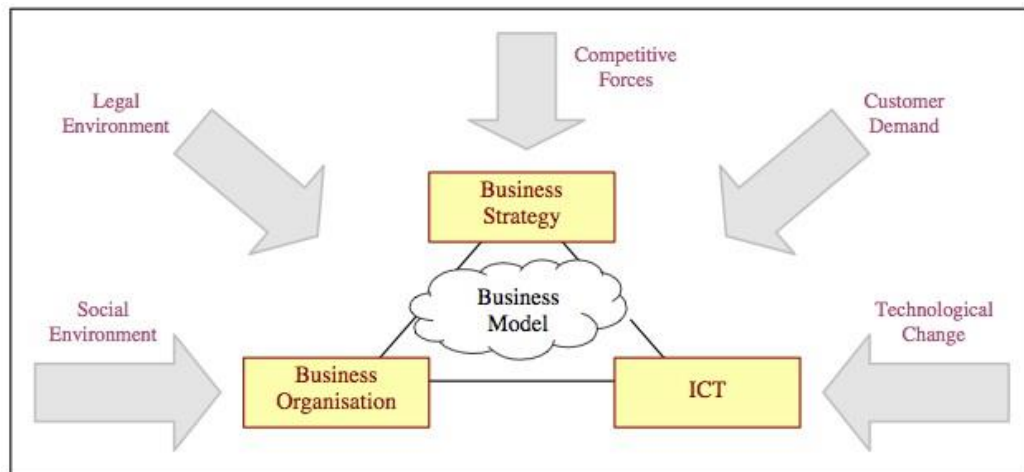 Competitive
Forces
Legal
Environment
Customer
Demand
Business
Strategy
Business
Model
Social
Environment
Technological
Change
Business
Organisation
ICT